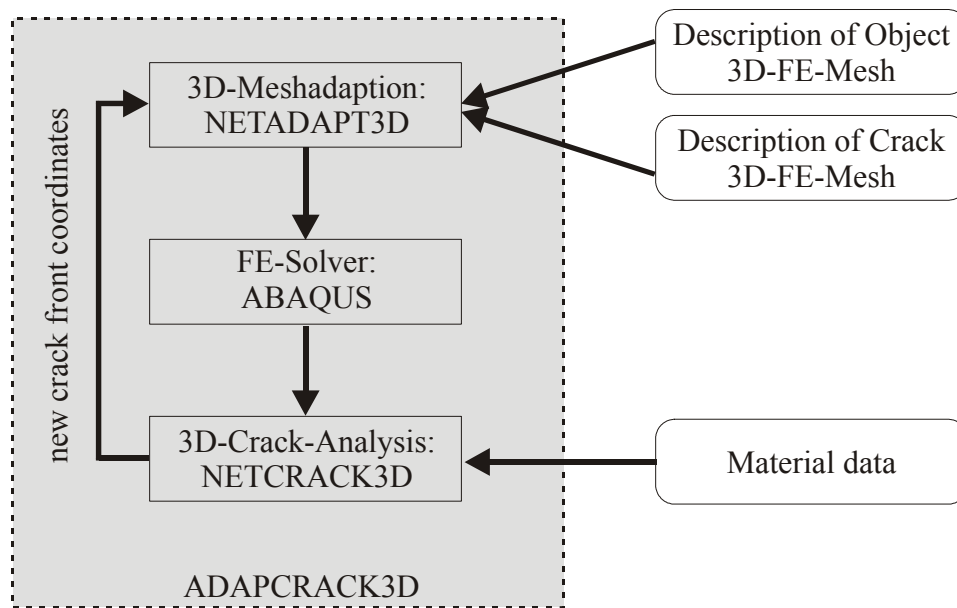 Description of Object
3D-FE-Mesh
3D-Meshadaption:
NETADAPT3D
Description of Crack
3D-FE-Mesh
new crack front coordinates
FE-Solver:
ABAQUS
3D-Crack-Analysis:
NETCRACK3D
Material data
ADAPCRACK3D